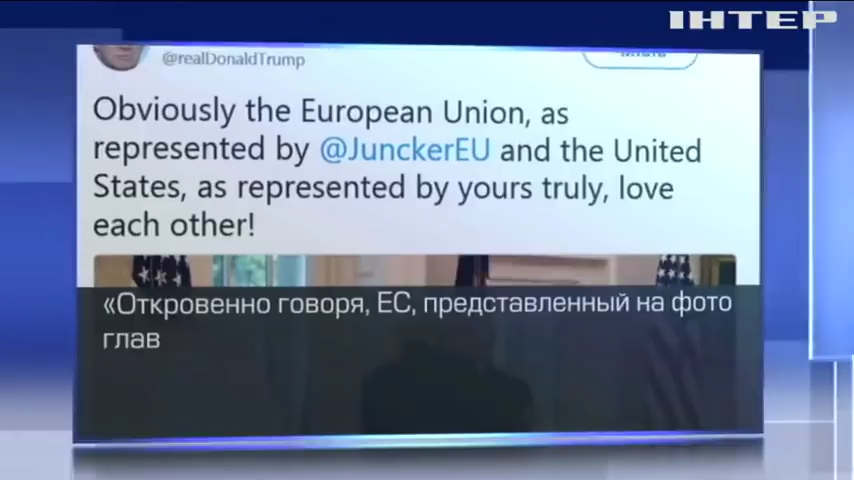 ІНТЕР
@realDonaldTrump
Obviously the European Union, as
represented by @JunckerEU and the United
States, as represented by yours truly, love
each other!
«Откровенно говоря, ЕС, представленный на фото
глав